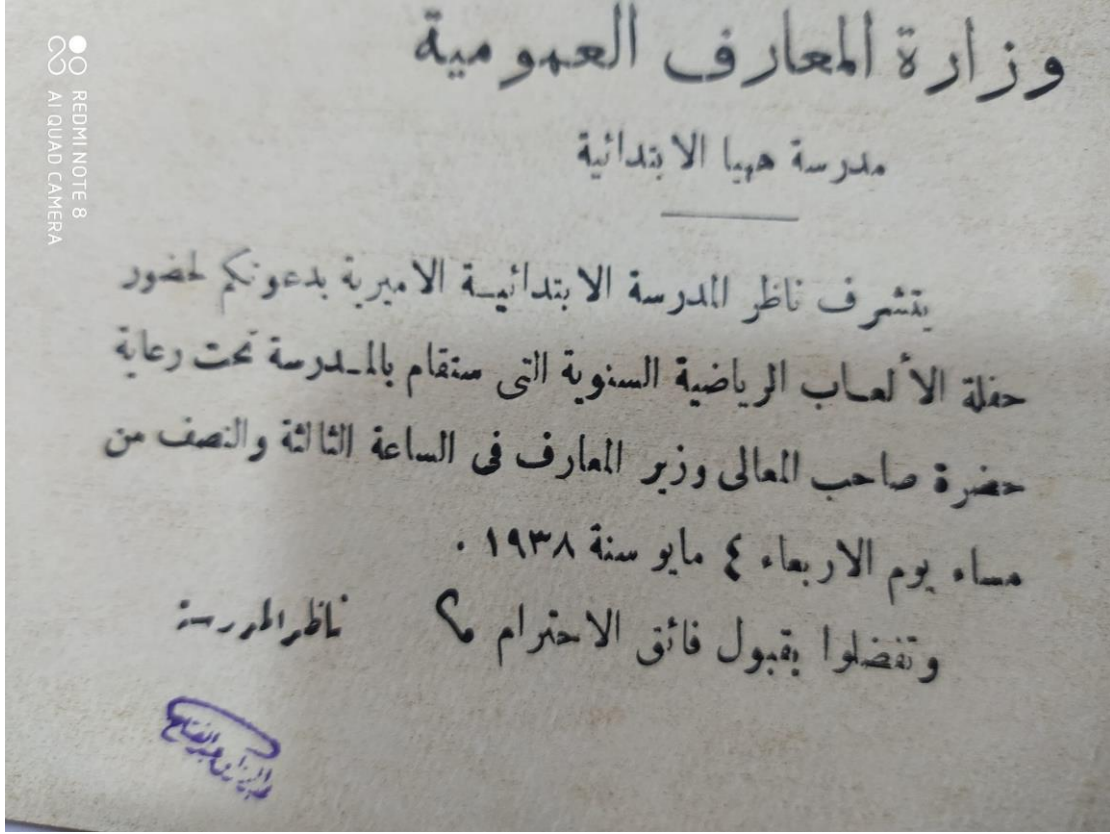 وزارة المعارف العمومية
مدرسة ههيا الابتدائية
يتشرف ناظر المدرسة الابتدائية الاميرية بدعوتكم لحضور
حفلة الألعاب الرياضية السنوية التى ستقام بالمدرسة تحت رعاية
حضرة صاحب المعالى وزير المعارف فى الساعة الثالثة والنصف من
مساء يوم الاربعاء ٤ مايو سنة ١٩٣٨ .
وتفضلوا بقبول فائق الاحترام
ناظر المدرسة
REDMI NOTE 8
AI QUAD CAMERA